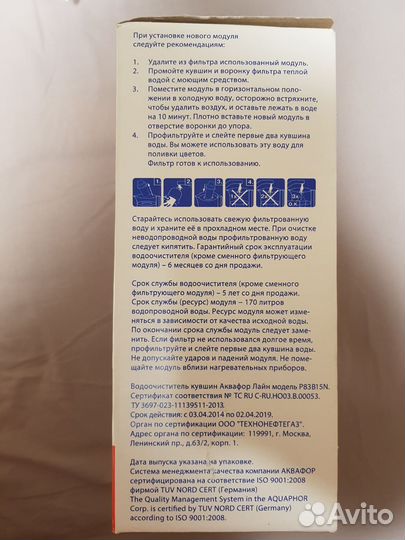 При установке нового модуля
следуйте рекомендациям:
1. Удалите из фильтра использованный модуль.
2. Промойте кувшин и воронку фильтра теплой
водой с моющим средством.
3. Поместите модуль в горизонтальном поло-
жении в холодную воду, осторожно встряхните,
чтобы удалить воздух, и оставьте лежать в воде
на 10 минут. Плотно вставьте новый модуль в
отверстие воронки до упора.
4. Профильтруйте и слейте первые два кувшина
воды. Вы можете использовать эту воду для
поливки цветов.
Фильтр готов к использованию.
Старайтесь использовать свежую фильтрованную
воду и хранить её в прохладном месте. При очистке
неводопроводной воды профильтрованную воду
следует кипятить. Гарантийный срок эксплуатации
водоочистителя (кроме сменного фильтрующего
модуля) – 6 месяцев со дня продажи.
Срок службы водоочистителя (кроме сменного
фильтрующего модуля) – 5 лет со дня продажи.
Срок службы (ресурс) модуля – 170 литров
водопроводной воды. Ресурс модуля может изме-
няться в зависимости от качества исходной воды.
По окончании срока службы модуль следует заме-
нить. Если фильтр не использовался долгое время,
профильтруйте и слейте первые два кувшина воды.
Не допускайте ударов и падений модуля. Не по-
мещайте модуль вблизи нагревательных приборов.
Водоочиститель кувшин Аквафор Лайн модель P83B15N.
Сертификат соответствия № ТС RU C-RU.НО03.В.00053.
ТУ 3697-023-11139511-2013.
Срок действия: с 03.04.2014 по 02.04.2019.
Орган по сертификации ООО "ТЕХНОНЕФТЕГАЗ".
Адрес органа по сертификации: 119991, г. Москва,
Ленинский пр., д.63/2, корп. 1.
Дата выпуска указана на упаковке.
Система менеджмента качества компании АКВАФОР
сертифицирована на соответствие ISO 9001:2008
фирмой TUV NORD CERT (Германия)
The Quality Management System in the AQUAPHOR
Corp. is certified by TUV NORD CERT (Germany)
according to ISO 9001:2008.
Avito